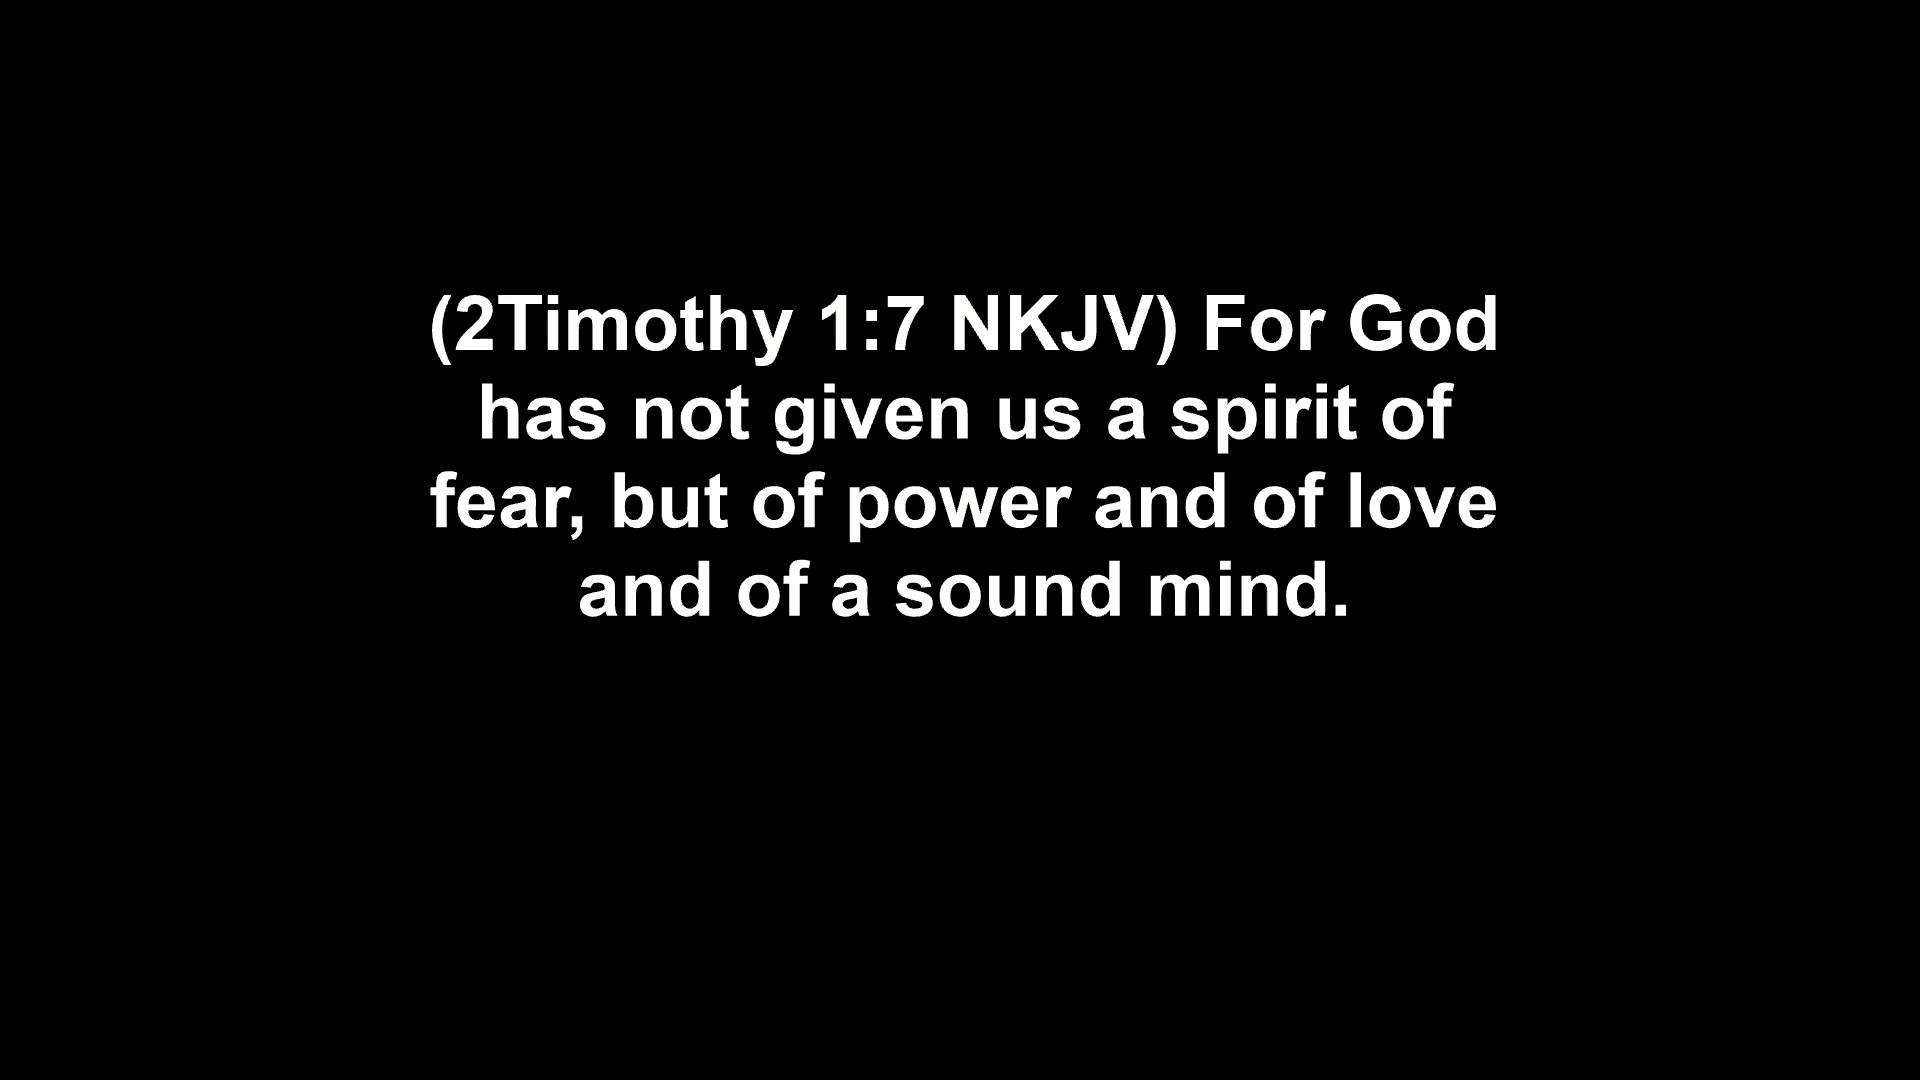 (2Timothy 1:7 NKJV) For God
has not given us a spirit of
fear, but of power and of love
and of a sound mind.